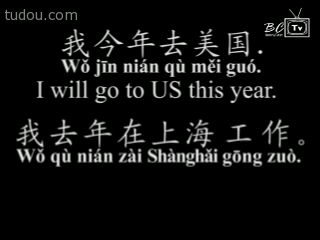 tudou.com
BC Tv
我今年去美国.
Wǒ jīn nián qù měi guó.
I will go to US this year.
我去年在上海工作。
Wǒ qù nián zài Shànghǎi gōng zuò.